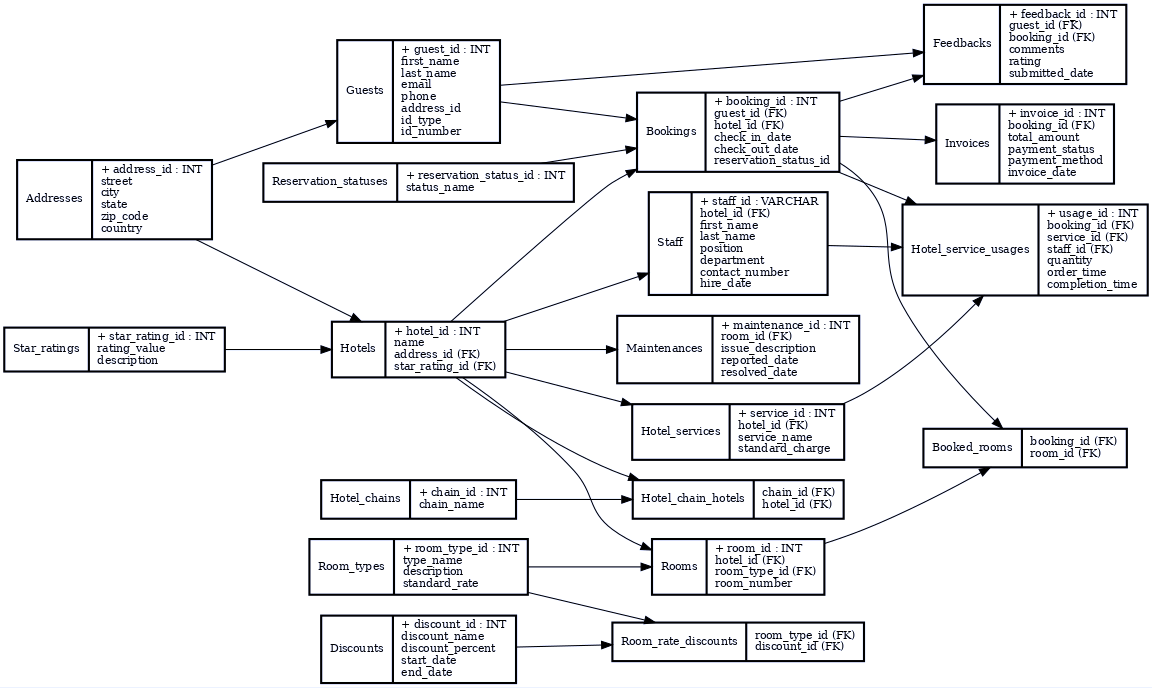 Addresses
+ address_id : INT
street
city
state
zip_code
country
Star_ratings
+ star_rating_id : INT
rating_value
description
Guests
+ guest_id : INT
first_name
last_name
email
phone
address_id
id_type
id_number
Reservation_statuses
+ reservation_status_id : INT
status_name
Hotels
+ hotel_id : INT
name
address_id (FK)
star_rating_id (FK)
Hotel_chains
+ chain_id : INT
chain_name
Room_types
+ room_type_id : INT
type_name
description
standard_rate
Discounts
+ discount_id : INT
discount_name
discount_percent
start_date
end_date
Bookings
+ booking_id : INT
guest_id (FK)
hotel_id (FK)
check_in_date
check_out_date
reservation_status_id
Staff
+ staff_id : VARCHAR
hotel_id (FK)
first_name
last_name
position
department
contact_number
hire_date
Maintenances
+ maintenance_id : INT
room_id (FK)
issue_description
reported_date
resolved_date
Hotel_services
+ service_id : INT
hotel_id (FK)
service_name
standard_charge
Hotel_chain_hotels
chain_id (FK)
hotel_id (FK)
Rooms
+ room_id : INT
hotel_id (FK)
room_type_id (FK)
room_number
Room_rate_discounts
room_type_id (FK)
discount_id (FK)
Feedbacks
+ feedback_id : INT
guest_id (FK)
booking_id (FK)
comments
rating
submitted_date
Invoices
+ invoice_id : INT
booking_id (FK)
total_amount
payment_status
payment_method
invoice_date
Hotel_service_usages
+ usage_id : INT
booking_id (FK)
service_id (FK)
staff_id (FK)
quantity
order_time
completion_time
Booked_rooms
booking_id (FK)
room_id (FK)